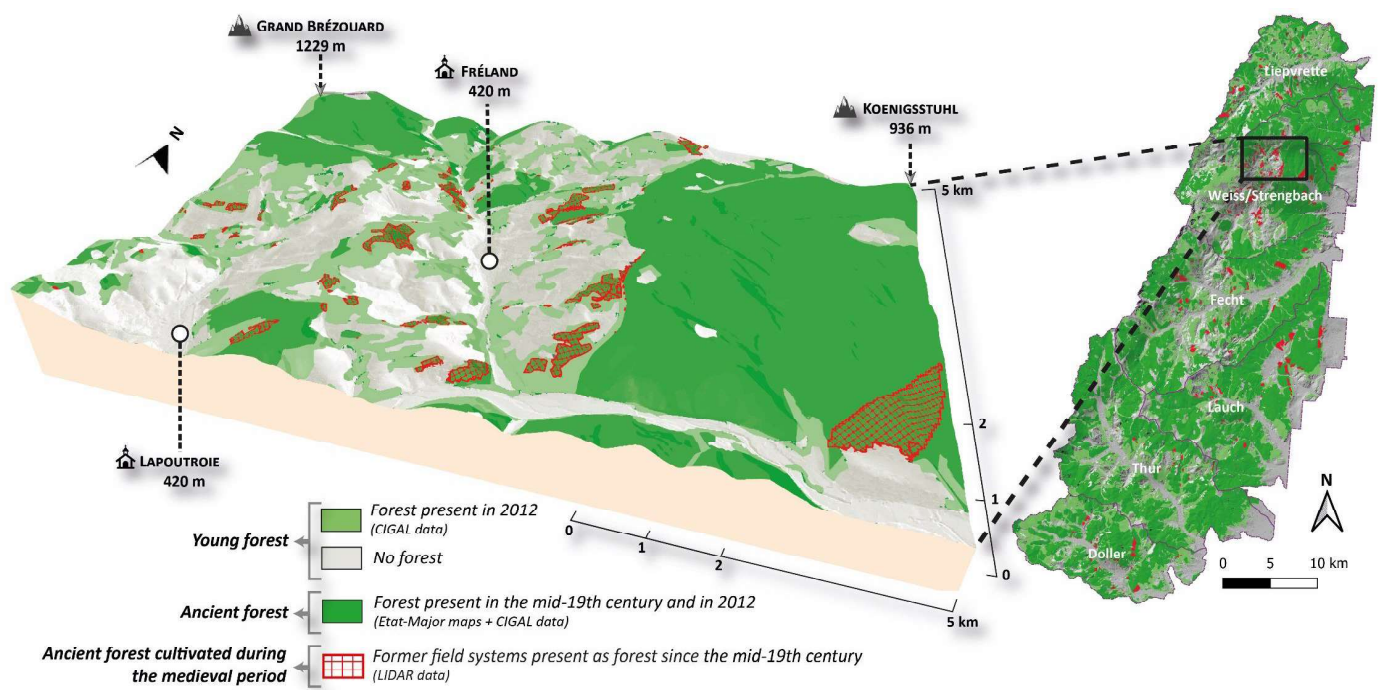 GRAND BRÉZOUARD
1229 m
FRÉLAND
420 m
KOENIGSSTUHL
936 m
N
5 km
2
1
0
LAPOUTROIE
420 m
0
1
2
5 km
Young forest
Forest present in 2012
(CIGAL data)
No forest
Ancient forest
Forest present in the mid-19th century and in 2012
(Etat-Major maps + CIGAL data)
Ancient forest cultivated during
the medieval period
Former field systems present as forest since the mid-19th century
(LIDAR data)
Liepvrette
Weiss/Strengbach
Fecht
Lauch
Thur
Doller
N
0 5 10 km